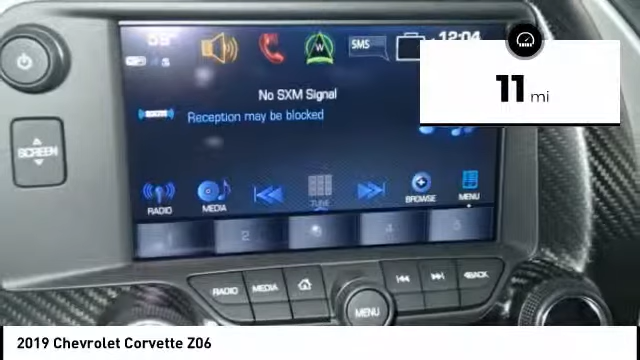 12:04
W
SMS
11 mi
No SXM Signal
Reception may be blocked
RADIO
MEDIA
TUNE
BROWSE
MENU
2
4
SCREEN
RADIO
MEDIA
BACK
MENU
2019 Chevrolet Corvette Z06